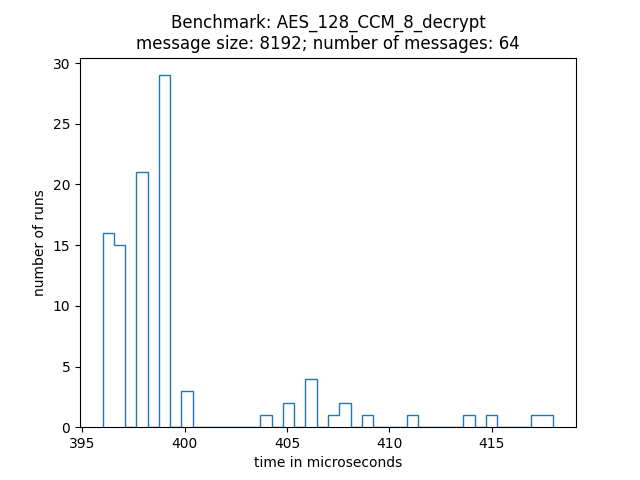 Benchmark: AES_128_CCM_8_decrypt
message size: 8192; number of messages: 64
30
25
20
15
10
5
0
number of runs
395 400 405 410 415
time in microseconds